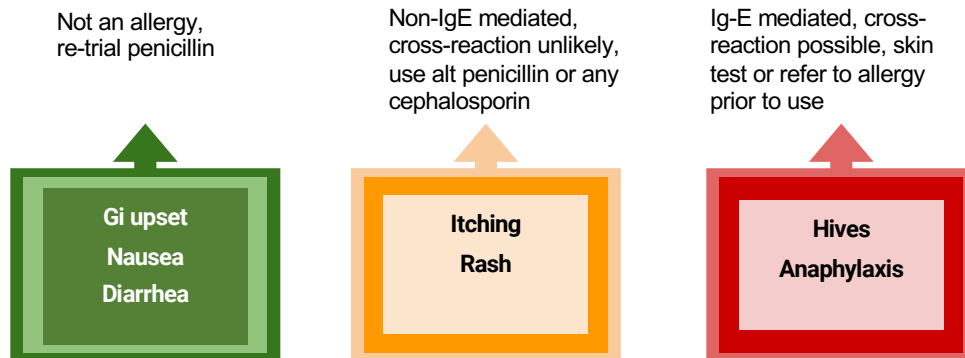 Not an allergy,
re-trial penicillin
Non-IgE mediated,
cross-reaction unlikely,
use alt penicillin or any
cephalosporin
Ig-E mediated, cross-
reaction possible, skin
test or refer to allergy
prior to use
Gi upset
Nausea
Diarrhea
Itching
Rash
Hives
Anaphylaxis